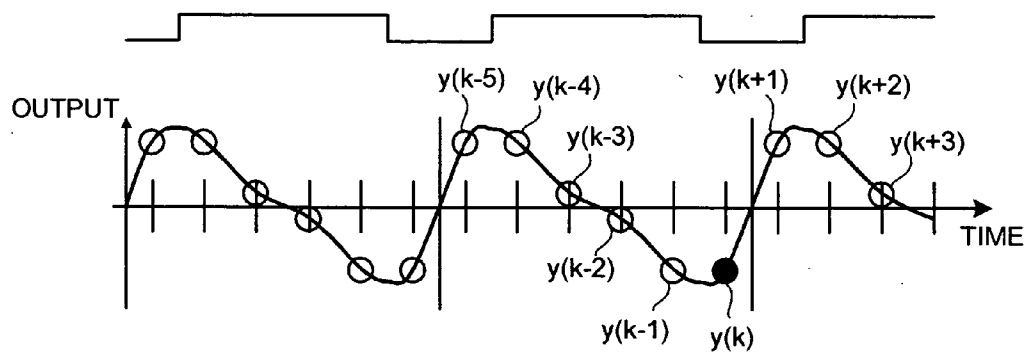 y(k-5)
y(k-4)
y(k+1)
y(k+2)
OUTPUT
y(k-3)
y(k+3)
TIME
y(k-2)
y(k-1)
y(k)